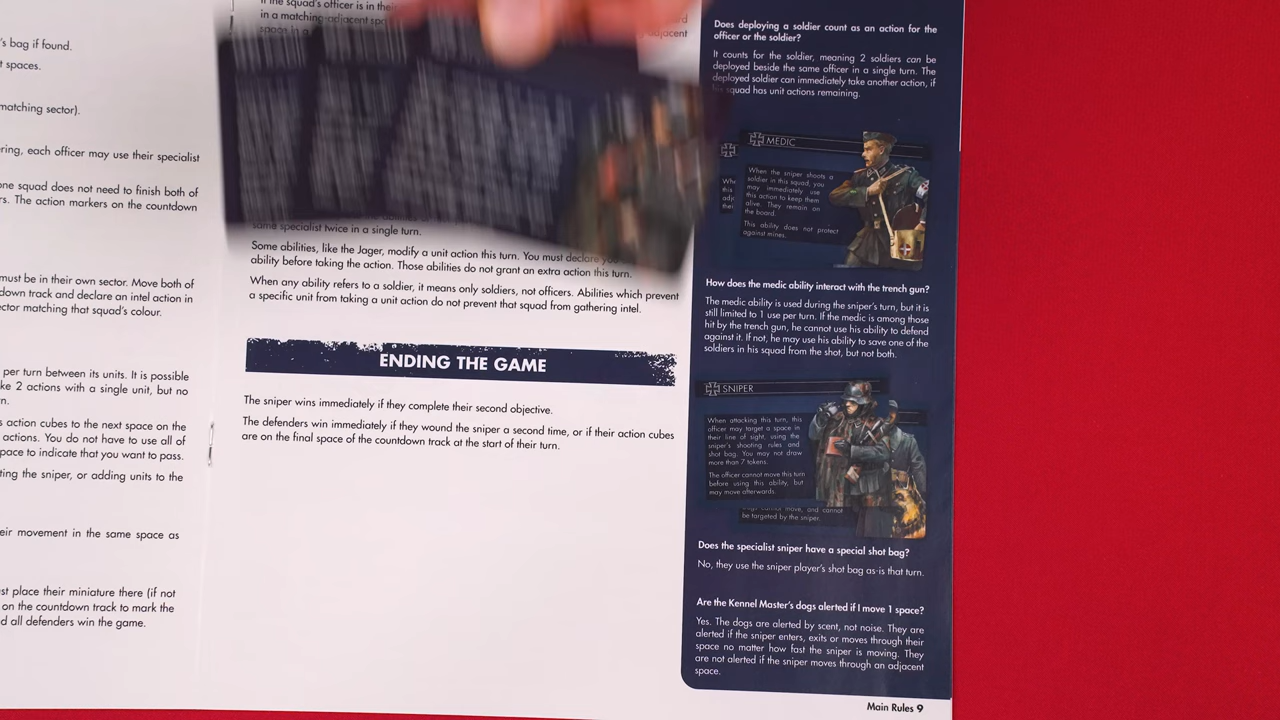 's bag if found.
t spaces.
matching sector).
ring, each officer may use their specialist
one squad does not need to finish both of
rs. The action markers on the countdown
must be in their own sector. Move both of
down track and declare an intel action in
ctor matching that squad's colour.
per turn between its units. It is possible
ke 2 actions with a single unit, but no
n.
s action cubes to the next space on the
actions. You do not have to use all of
pace to indicate that you want to pass.
ting the sniper, or adding units to the
eir movement in the same space as
st place their miniature there (if not
on the countdown track to mark the
d all defenders win the game.
If the squad's officer is in thei
in a matching adjacent spa
adjacent
same specialist twice in a single turn.
Some abilities, like the Jager, modify a unit action this turn. You must declare
ability before taking the action. Those abilities do not grant an extra action this turn.
When any ability refers to a soldier, it means only soldiers, not officers. Abilities which prevent
a specific unit from taking a unit action do not prevent that squad from gathering intel.
ENDING THE GAME
The sniper wins immediately if they complete their second objective.
The defenders win immediately if they wound the sniper a second time, or if their action cubes
are on the final space of the countdown track at the start of their turn.
Does deploying a soldier count as an action for the
officer or the soldier?
It counts for the soldier, meaning 2 soldiers can be
deployed beside the same officer in a single turn. The
deployed soldier can immediately take another action, if
squad has unit actions remaining.
MEDIC
When the sniper shoots a
soldier in this squad, you
may immediately use
this action to keep them
alive. They remain on
the board.
This ability does not protect
against mines.
How does the medic ability interact with the trench gun?
The medic ability is used during the sniper's turn, but it is
still limited to 1 use per turn. If the medic is among those
hit by the trench gun, he cannot use his ability to defend
against it. If not, he may use his ability to save one of the
soldiers in his squad from the shot, but not both.
SNIPER
When attacking this turn, this
officer may target a space in
their line of sight, using the
sniper's shooting rules and
shot bag. You may not draw
more than 7 tokens.
The officer cannot move this turn
before using this ability, but
may move afterwards.
Dogs cannot move, and cannot
be targeted by the sniper.
Does the specialist sniper have a special shot bag?
No, they use the sniper player's shot bag as-is that turn.
Are the Kennel Master's dogs alerted if I move 1 space?
Yes. The dogs are alerted by scent, not noise. They are
alerted if the sniper enters, exits or moves through their
space no matter how fast the sniper is moving. They
are not alerted if the sniper moves through an adjacent
space.
Main Rules 9